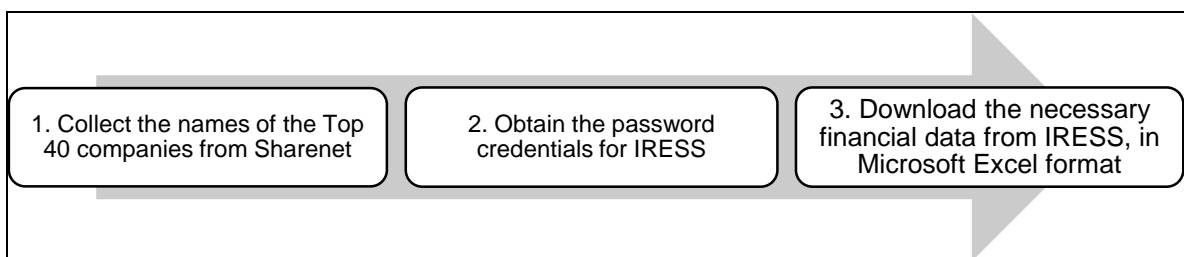 1. Collect the names of the Top
40 companies from Sharenet
2. Obtain the password
credentials for IRESS
3. Download the necessary
financial data from IRESS, in
Microsoft Excel format